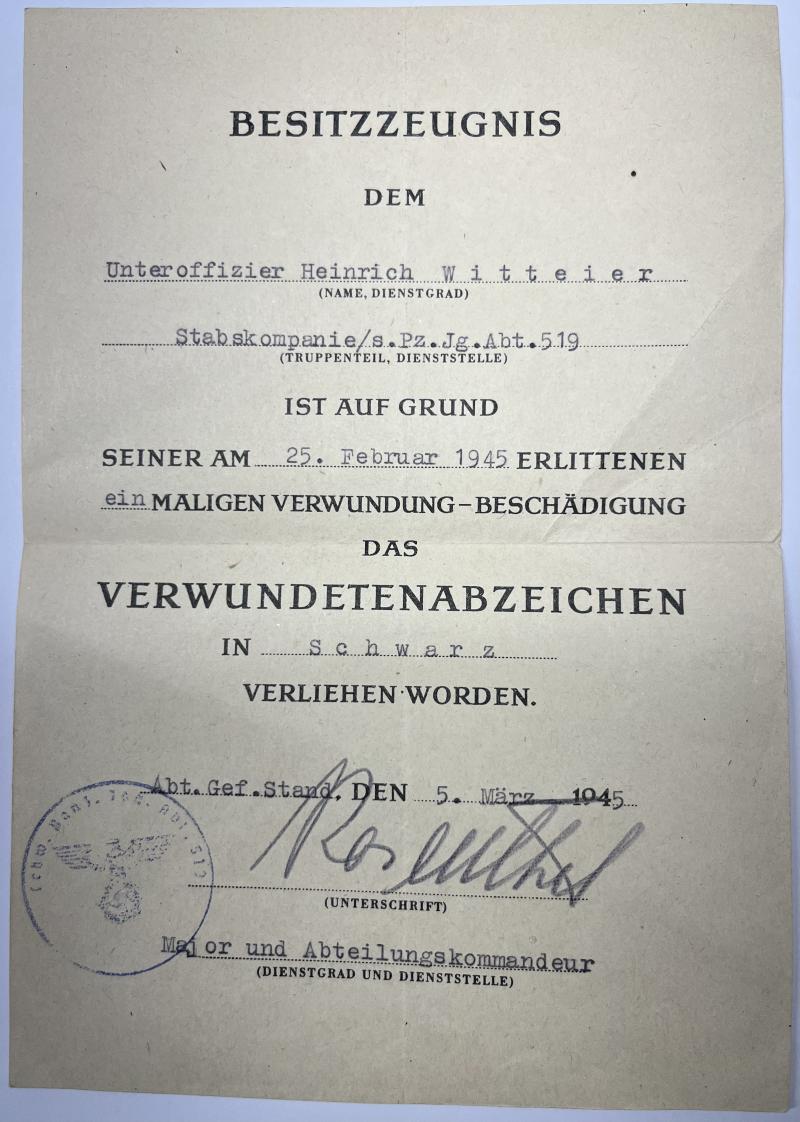 BESITZZEUGNIS
DEM
Unteroffizier Heinrich W i t t e i e r
(NAME, DIENSTGRAD)
Stabskompanie/s.Pz.Jg.Abt.519
(TRUPPENTEIL, DIENSTSTELLE)
IST AUF GRUND
SEINER AM 25. Februar 1945 ERLITTENEN
ein MALIGEN VERWUNDUNG – BESCHÄDIGUNG
DAS
VERWUNDETENABZEICHEN
IN S c h w a r z
VERLIEHEN WORDEN.
Abt.Gef.Stand, DEN 5. März 1945
Rosenthal
(UNTERSCHRIFT)
Major und Abteilungskommandeur
(DIENSTGRAD UND DIENSTSTELLE)